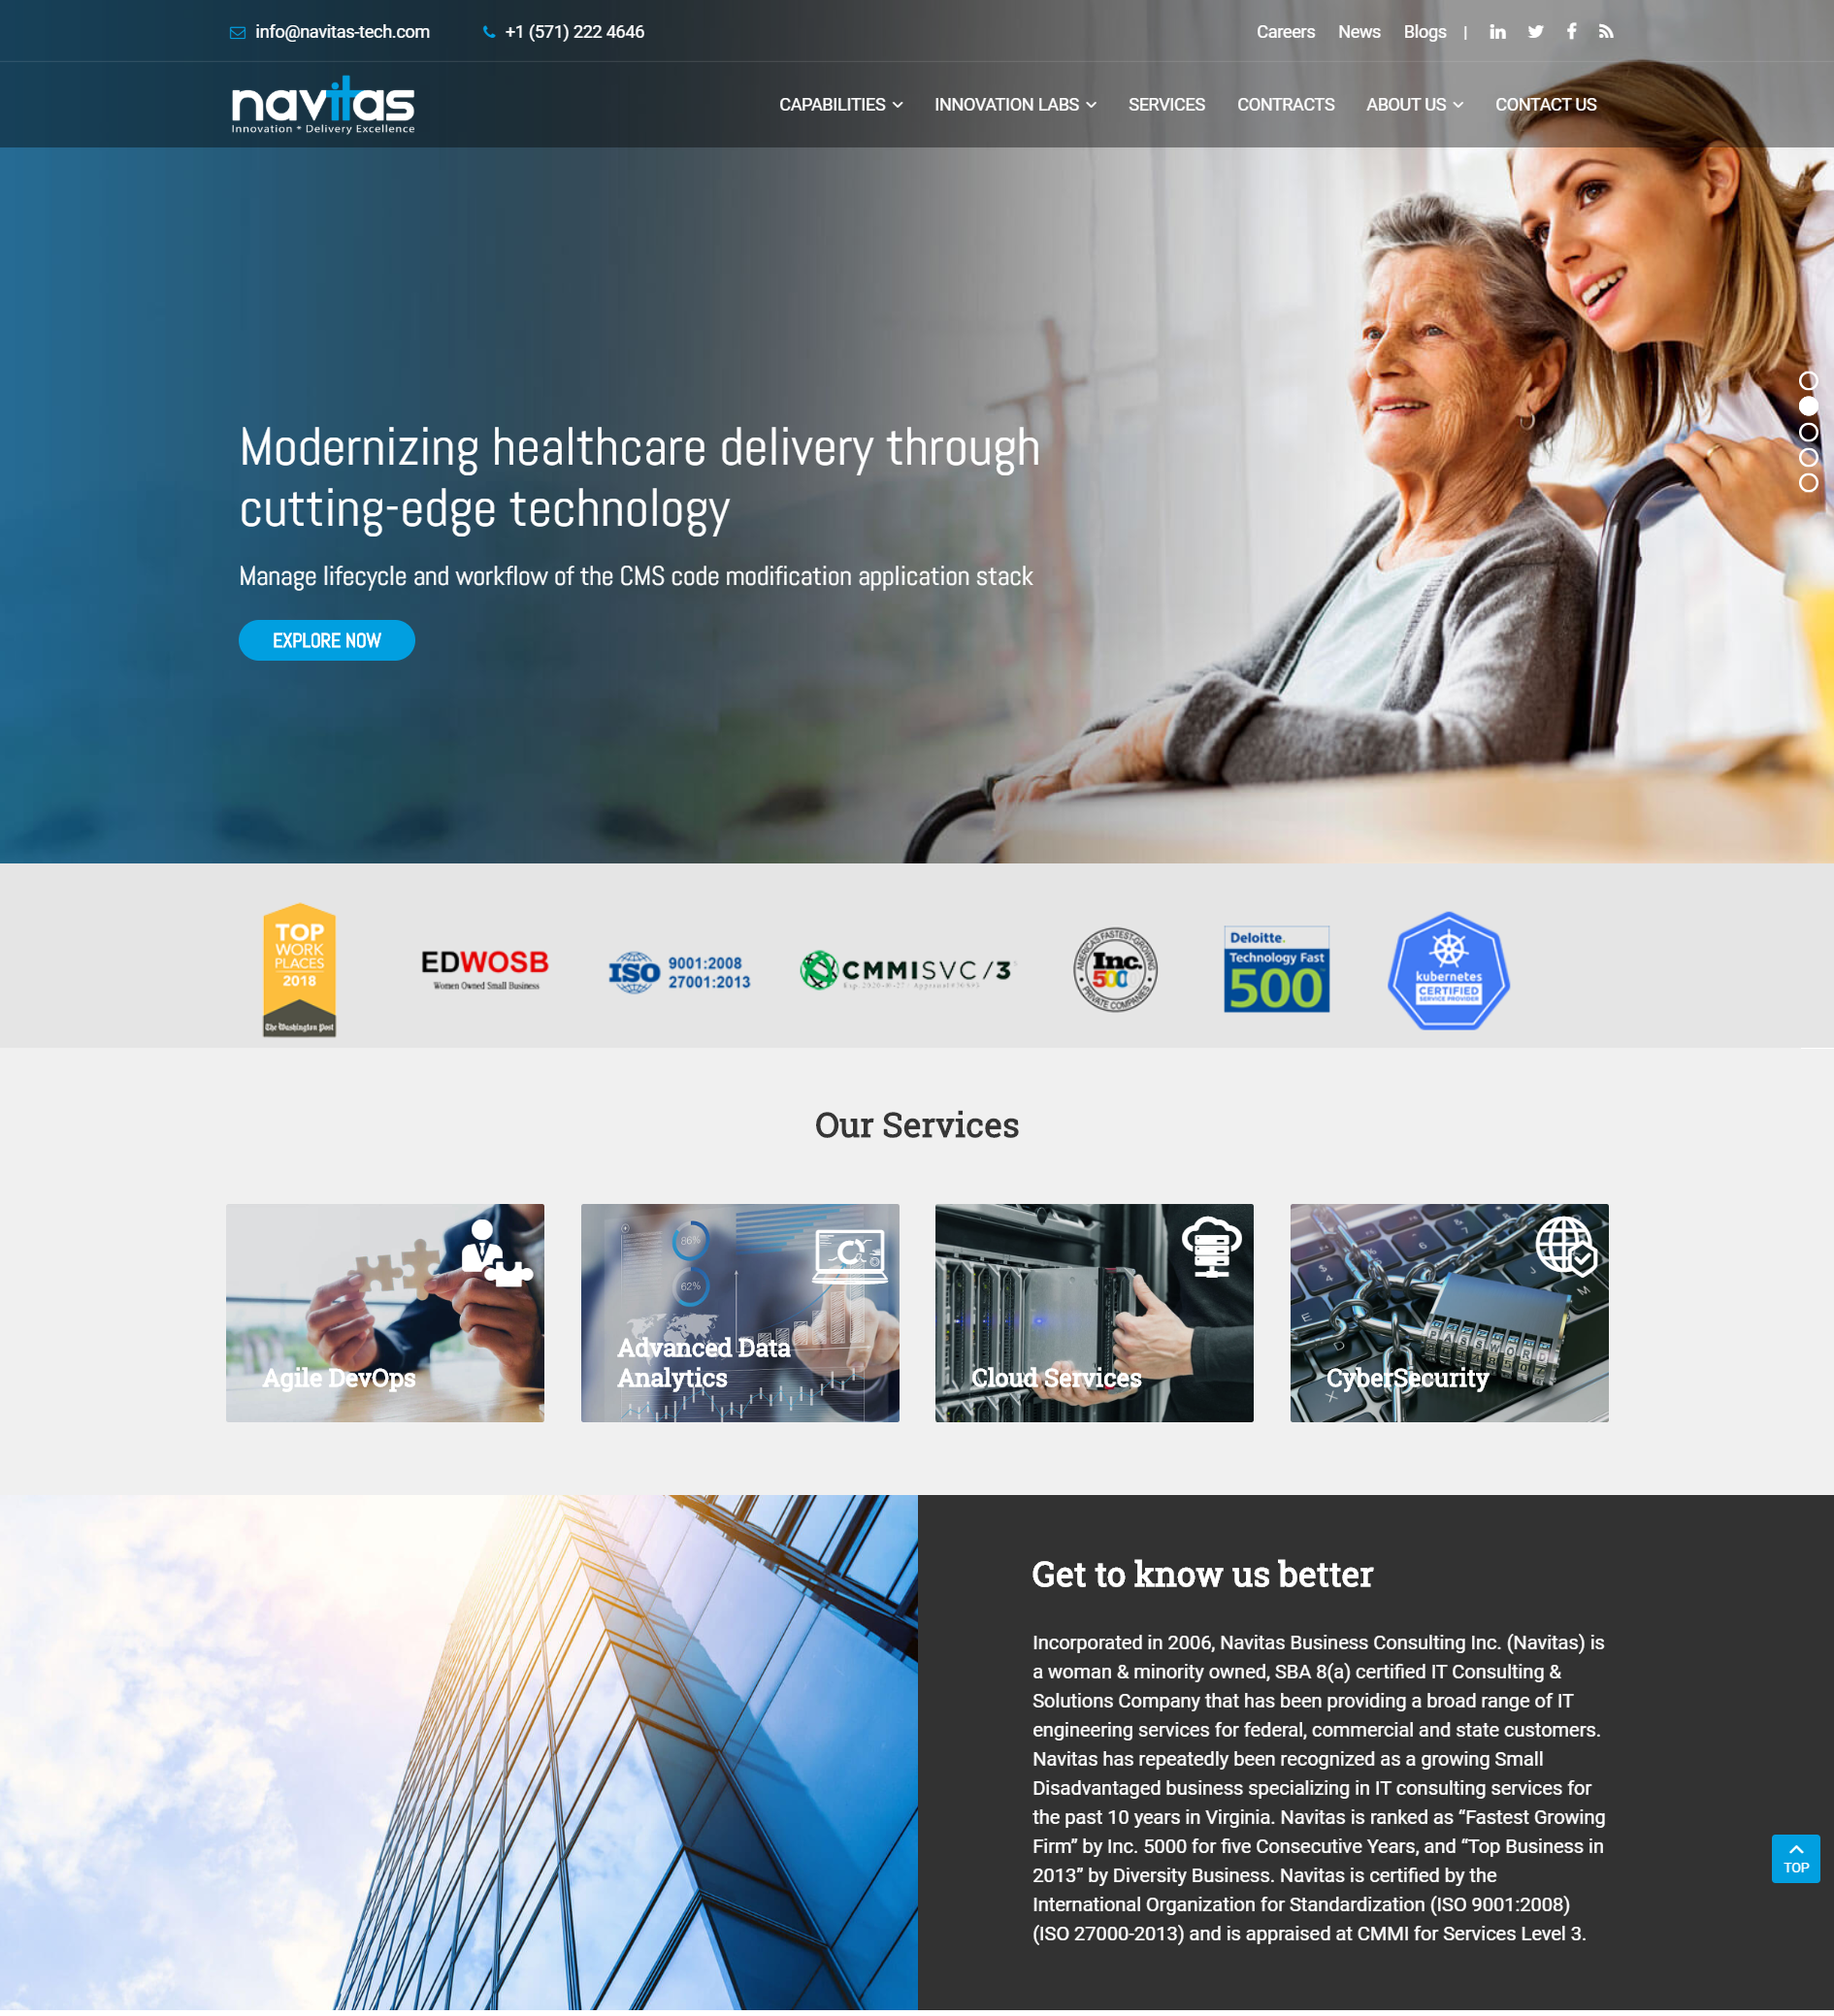 info@navitas-tech.com
+1 (571) 222 4646
Careers News Blogs |
navitas
Innovation * Delivery Excellence
CAPABILITIES INNOVATION LABS SERVICES CONTRACTS ABOUT US CONTACT US
Modernizing healthcare delivery through
cutting-edge technology
Manage lifecycle and workflow of the CMS code modification application stack
EXPLORE NOW
TOP
WORK
PLACES
2018
The Washington Post
EDWOSB
Women Owned Small Business
ISO 9001:2008
27001:2013
CMMI SVC / 3
AMERICA'S FASTEST-GROWING
Inc.
500
PRIVATE COMPANIES
Deloitte.
Technology Fast
500
kubernetes
CERTIFIED
SERVICE PROVIDER
Our Services
Agile DevOps
86%
62%
Advanced Data
Analytics
Cloud Services
PASSWORD
CyberSecurity
Get to know us better
Incorporated in 2006, Navitas Business Consulting Inc. (Navitas) is
a woman & minority owned, SBA 8(a) certified IT Consulting &
Solutions Company that has been providing a broad range of IT
engineering services for federal, commercial and state customers.
Navitas has repeatedly been recognized as a growing Small
Disadvantaged business specializing in IT consulting services for
the past 10 years in Virginia. Navitas is ranked as “Fastest Growing
Firm” by Inc. 5000 for five Consecutive Years, and “Top Business in
2013” by Diversity Business. Navitas is certified by the
International Organization for Standardization (ISO 9001:2008)
(ISO 27000-2013) and is appraised at CMMI for Services Level 3.
TOP